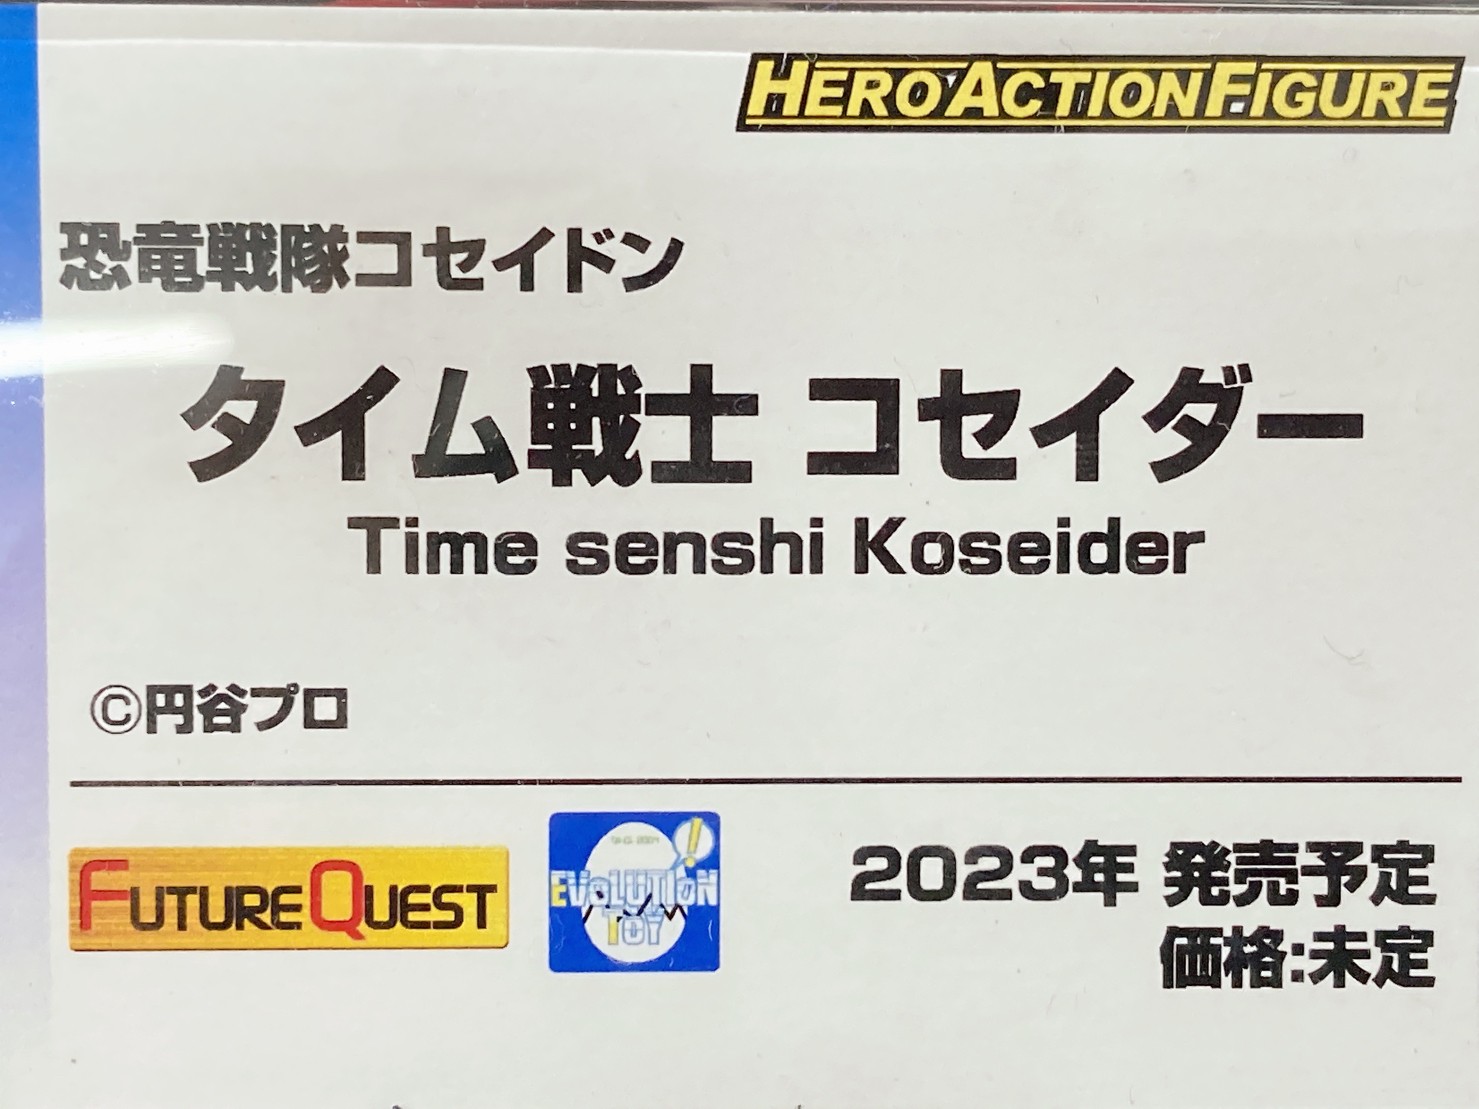 HERO ACTION FIGURE
恐竜戦隊コセイドン
タイム戦士 コセイダー
Time senshi Koseider
©円谷プロ
FUTURE QUEST
EVOLUTION
TOY
2023年 発売予定
価格:未定